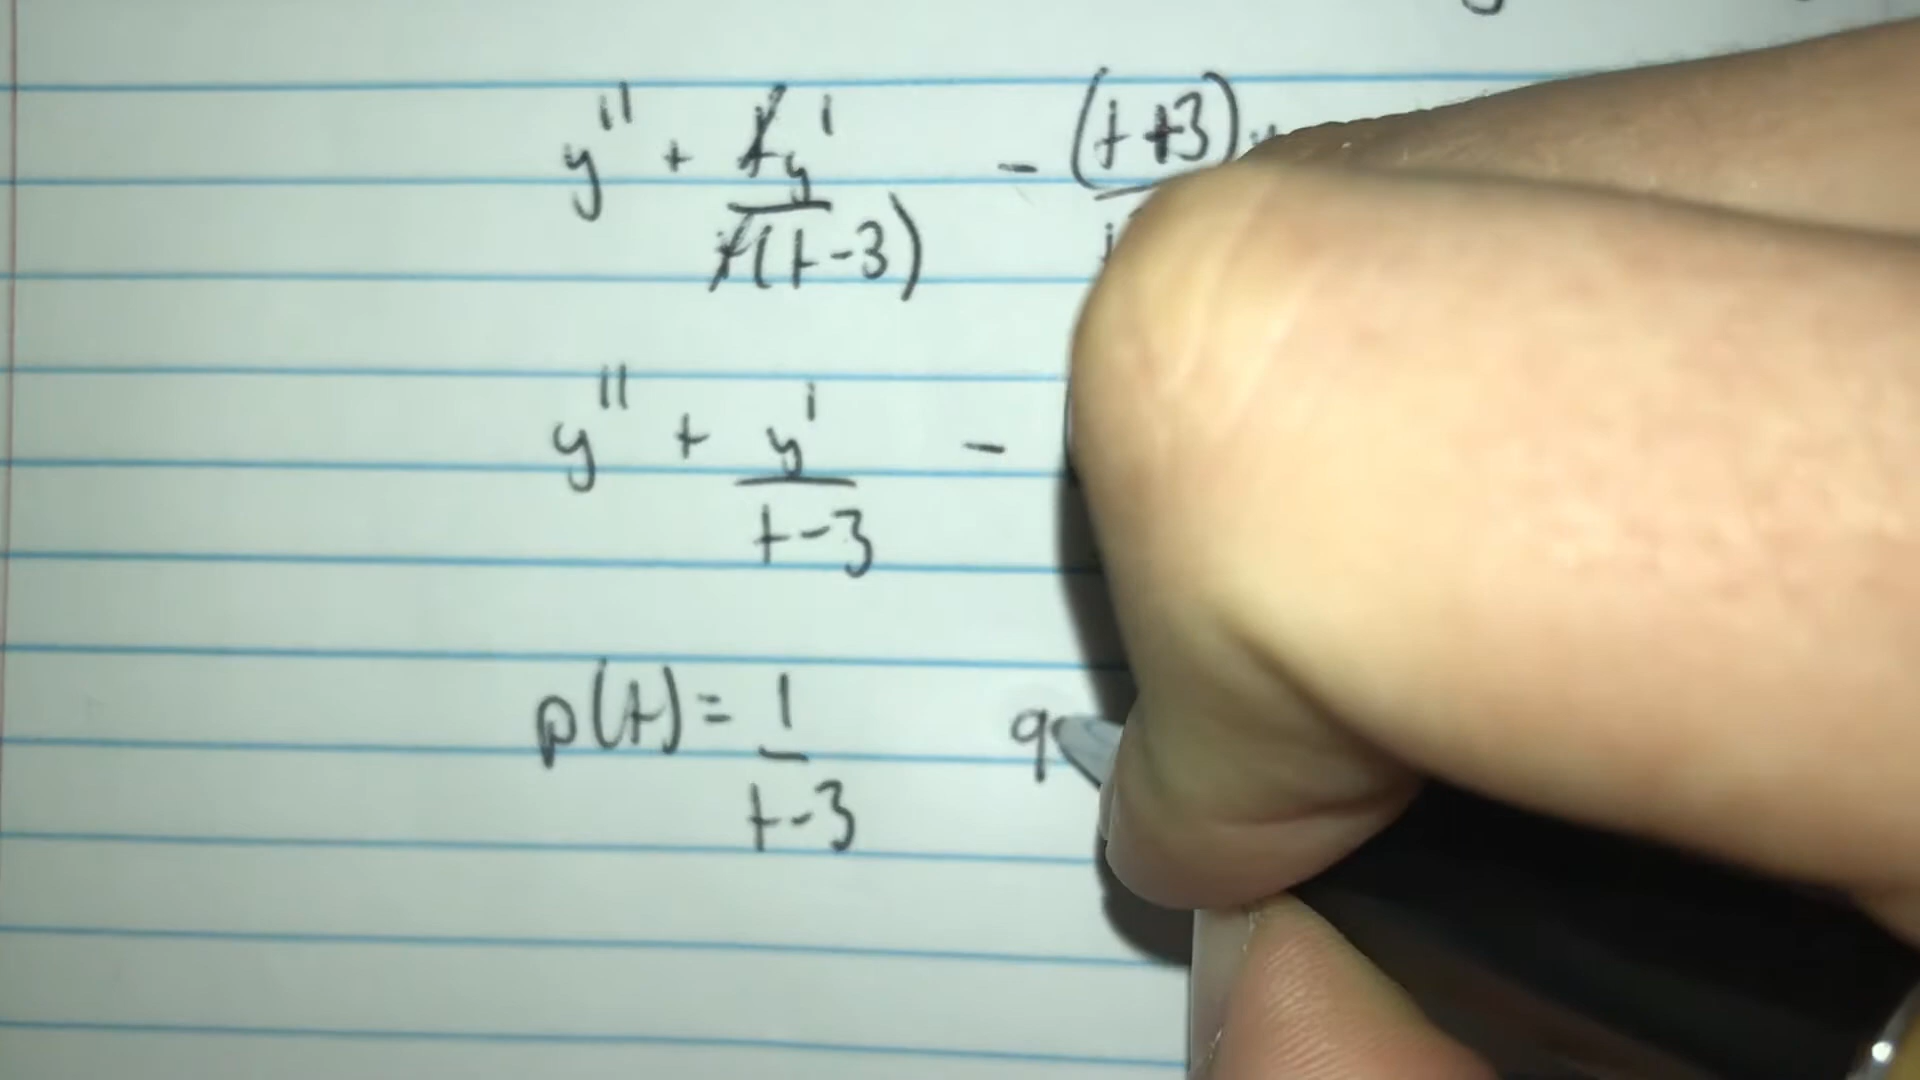 y'' + ty'/t(t-3) - (t+3)
y'' + y'/t-3 -
p(t) = 1/t-3 q